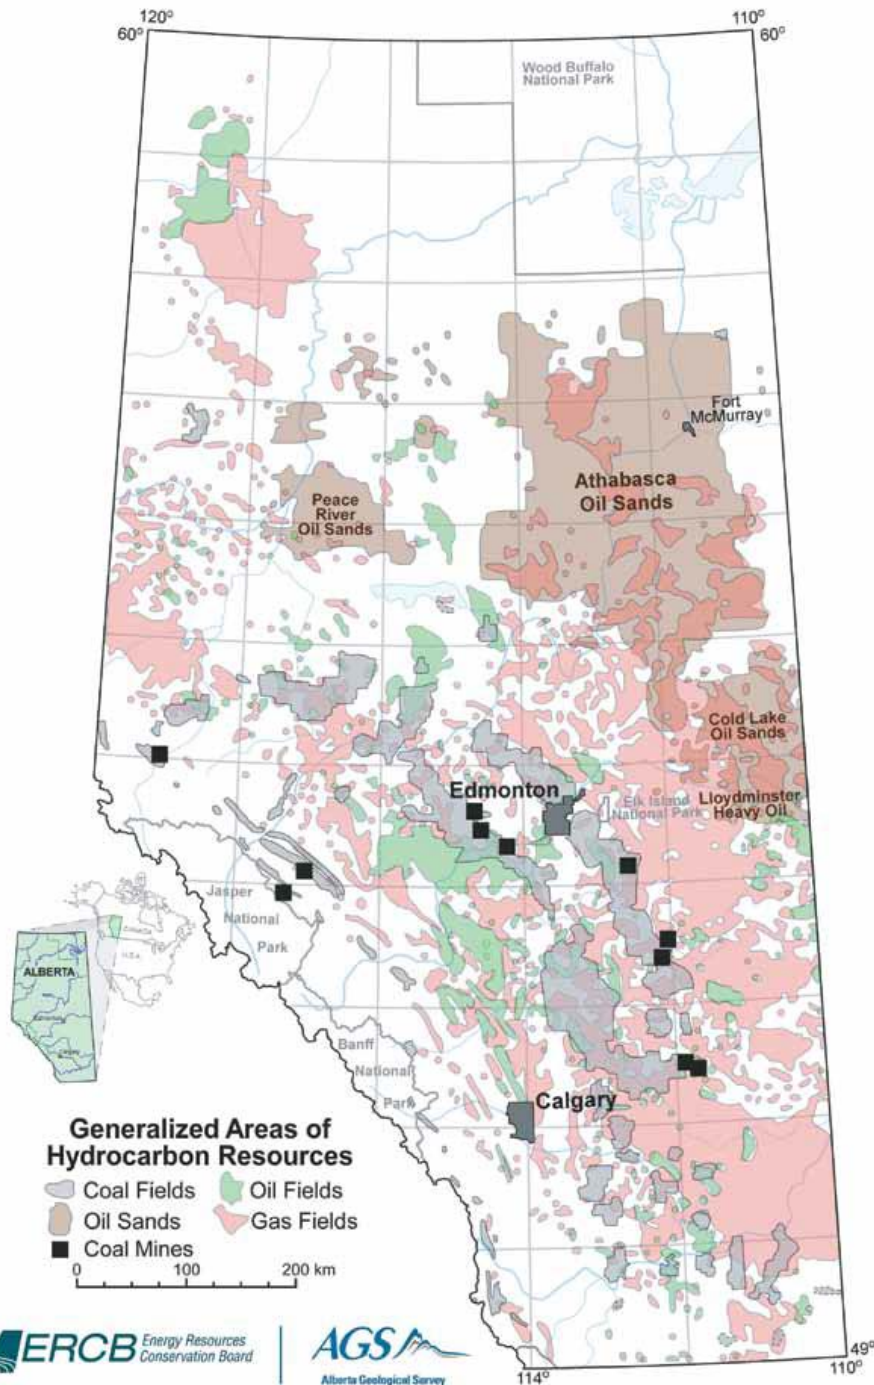 120°
110°
60°
60°
Wood Buffalo
National Park
Fort
McMurray
Athabasca
Oil Sands
Peace
River
Oil Sands
Cold Lake
Oil Sands
Edmonton
Elk Island
National Park
Lloydminster
Heavy Oil
Jasper
National
Park
CANADA
U.S.A.
ALBERTA
Edmonton
Calgary
Banff
National
Park
Calgary
Generalized Areas of
Hydrocarbon Resources
Coal Fields
Oil Fields
Oil Sands
Gas Fields
Coal Mines
0 100 200 km
ERCB Energy Resources
Conservation Board
AGS
Alberta Geological Survey
114°
49°
110°